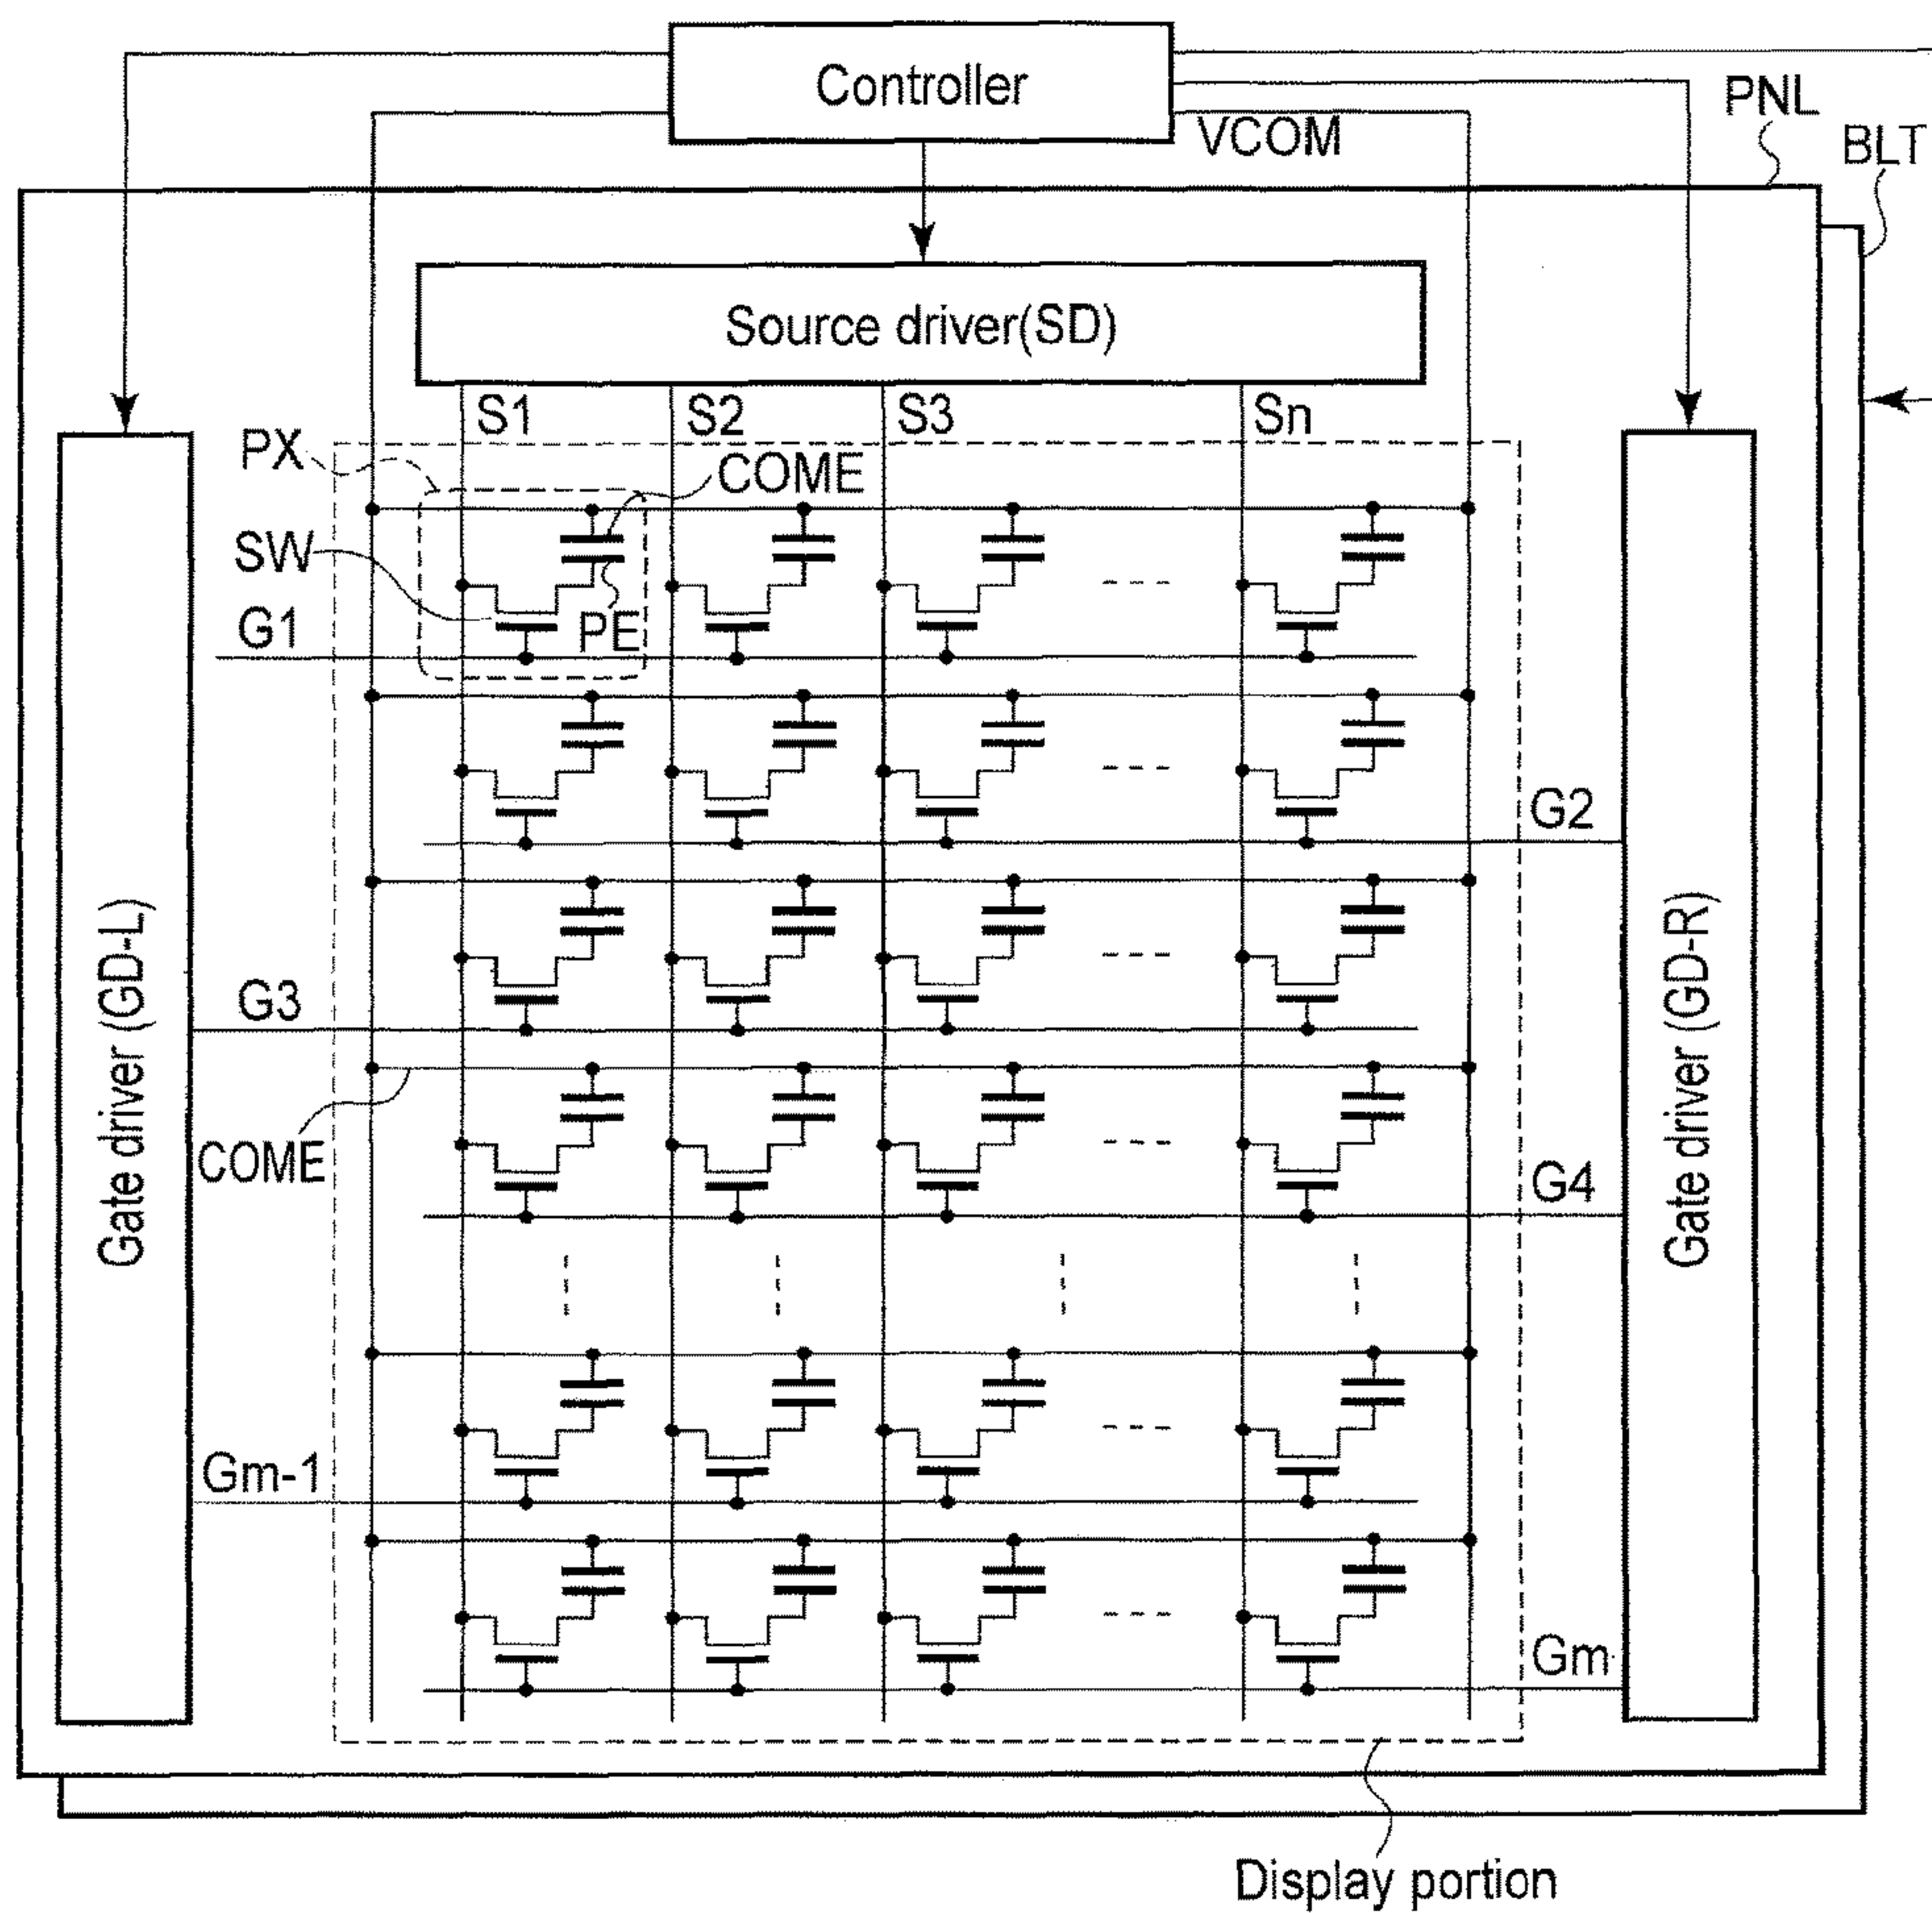 Controller
VCOM
PNL
BLT
Source driver(SD)
S1
S2
S3
Sn
PX
COME
SW
PE
G1
G2
Gate driver (GD-L)
Gate driver (GD-R)
G3
COME
G4
Gm-1
Gm
Display portion